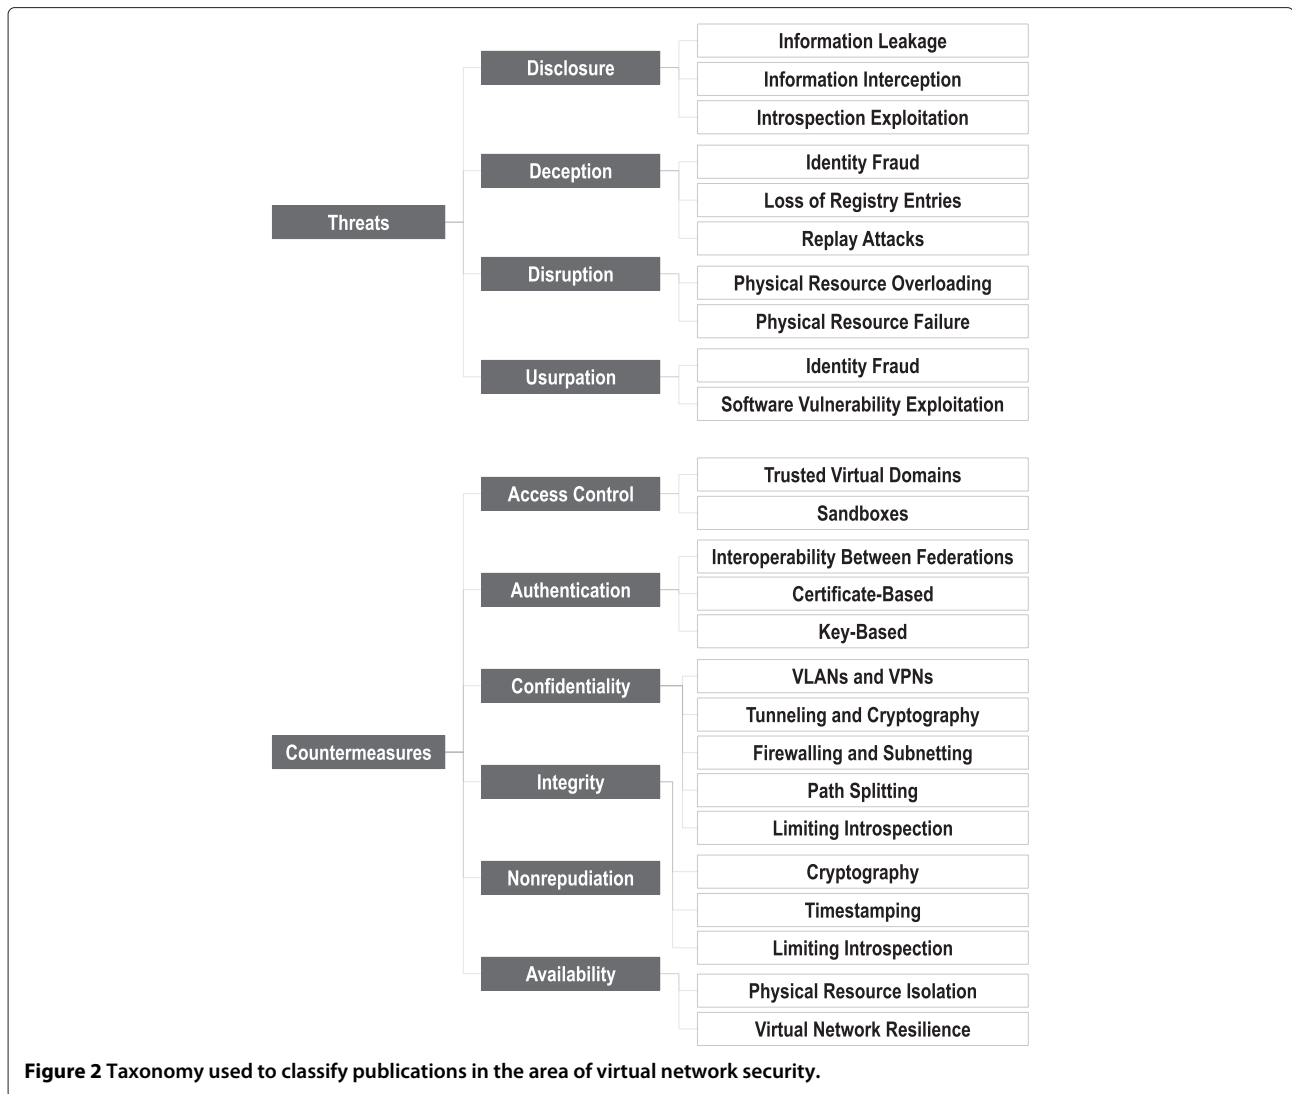 Threats
Disclosure
Information Leakage
Information Interception
Introspection Exploitation
Deception
Identity Fraud
Loss of Registry Entries
Replay Attacks
Disruption
Physical Resource Overloading
Physical Resource Failure
Usurpation
Identity Fraud
Software Vulnerability Exploitation
Countermeasures
Access Control
Trusted Virtual Domains
Sandboxes
Authentication
Interoperability Between Federations
Certificate-Based
Key-Based
Confidentiality
VLANs and VPNs
Tunneling and Cryptography
Firewalling and Subnetting
Path Splitting
Limiting Introspection
Integrity
Cryptography
Timestamping
Limiting Introspection
Nonrepudiation
Availability
Physical Resource Isolation
Virtual Network Resilience
Figure 2 Taxonomy used to classify publications in the area of virtual network security.